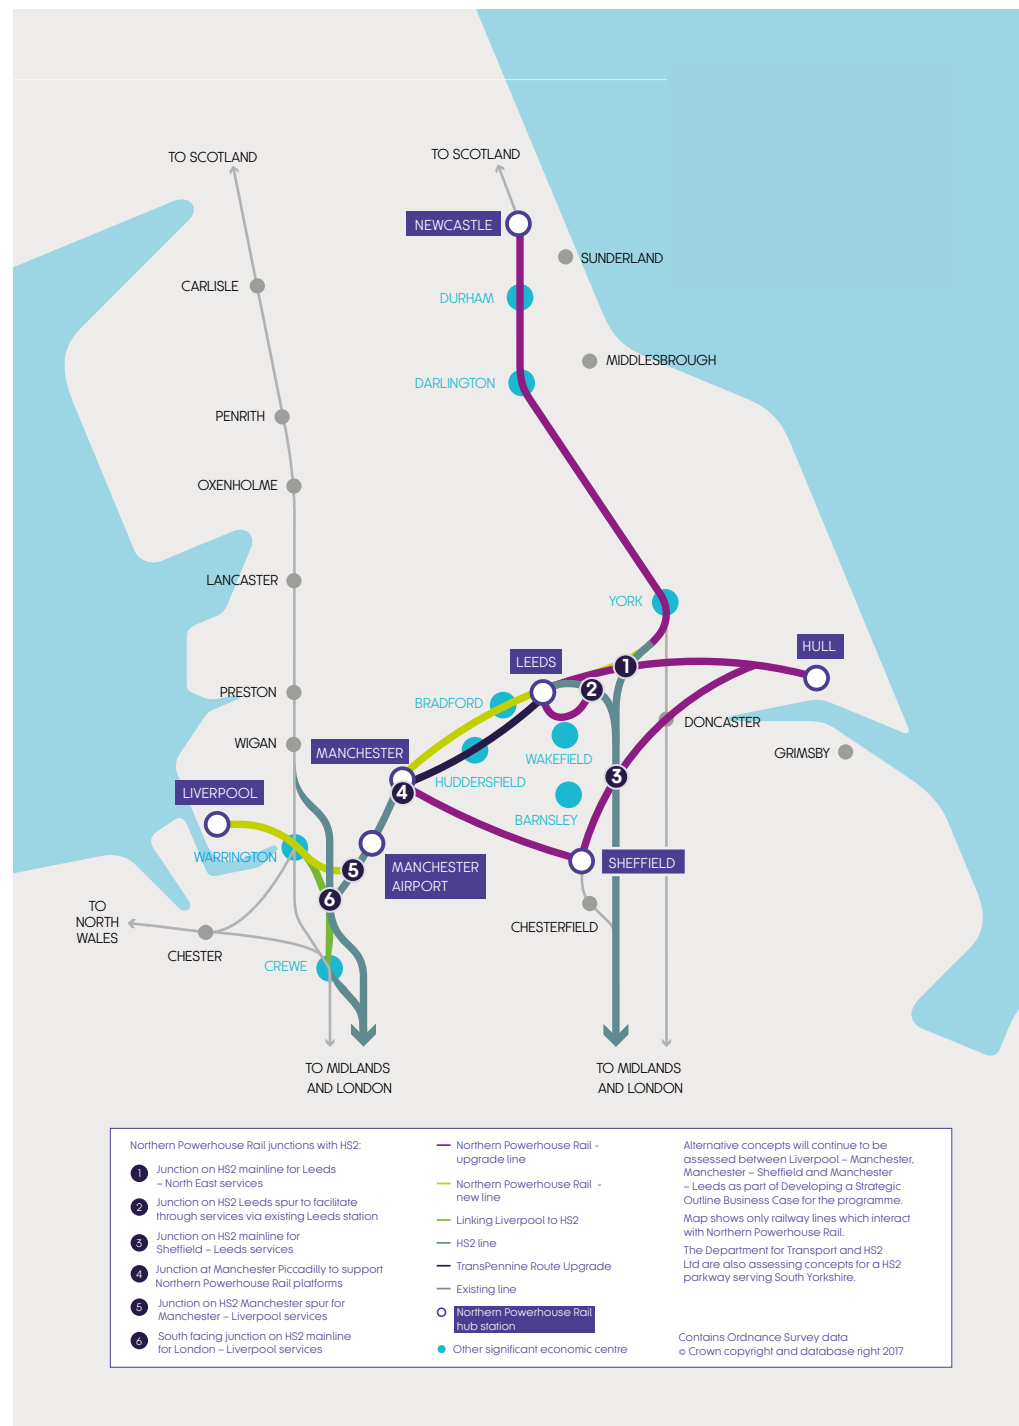 TO SCOTLAND
TO SCOTLAND
NEWCASTLE
SUNDERLAND
CARLISLE
DURHAM
MIDDLESBROUGH
DARLINGTON
PENRITH
OXENHOLME
LANCASTER
YORK
HULL
LEEDS
1
PRESTON
2
BRADFORD
DONCASTER
WIGAN
MANCHESTER
WAKEFIELD
GRIMSBY
HUDDERSFIELD
3
LIVERPOOL
4
BARNSLEY
WARRINGTON
5
MANCHESTER
AIRPORT
SHEFFIELD
6
TO
NORTH
WALES
CHESTERFIELD
CHESTER
CREWE
TO MIDLANDS
AND LONDON
TO MIDLANDS
AND LONDON
Northern Powerhouse Rail junctions with HS2:
1 Junction on HS2 mainline for Leeds
– North East services
2 Junction on HS2 Leeds spur to facilitate
through services via existing Leeds station
3 Junction on HS2 mainline for
Sheffield – Leeds services
4 Junction at Manchester Piccadilly to support
Northern Powerhouse Rail platforms
5 Junction on HS2 Manchester spur for
Manchester – Liverpool services
6 South facing junction on HS2 mainline
for London – Liverpool services
Northern Powerhouse Rail -
upgrade line
Northern Powerhouse Rail -
new line
Linking Liverpool to HS2
HS2 line
TransPennine Route Upgrade
Existing line
Northern Powerhouse Rail
hub station
Other significant economic centre
Alternative concepts will continue to be
assessed between Liverpool – Manchester,
Manchester – Sheffield and Manchester
– Leeds as part of Developing a Strategic
Outline Business Case for the programme.
Map shows only railway lines which interact
with Northern Powerhouse Rail.
The Department for Transport and HS2
Ltd are also assessing concepts for a HS2
parkway serving South Yorkshire.
Contains Ordnance Survey data
© Crown copyright and database right 2017